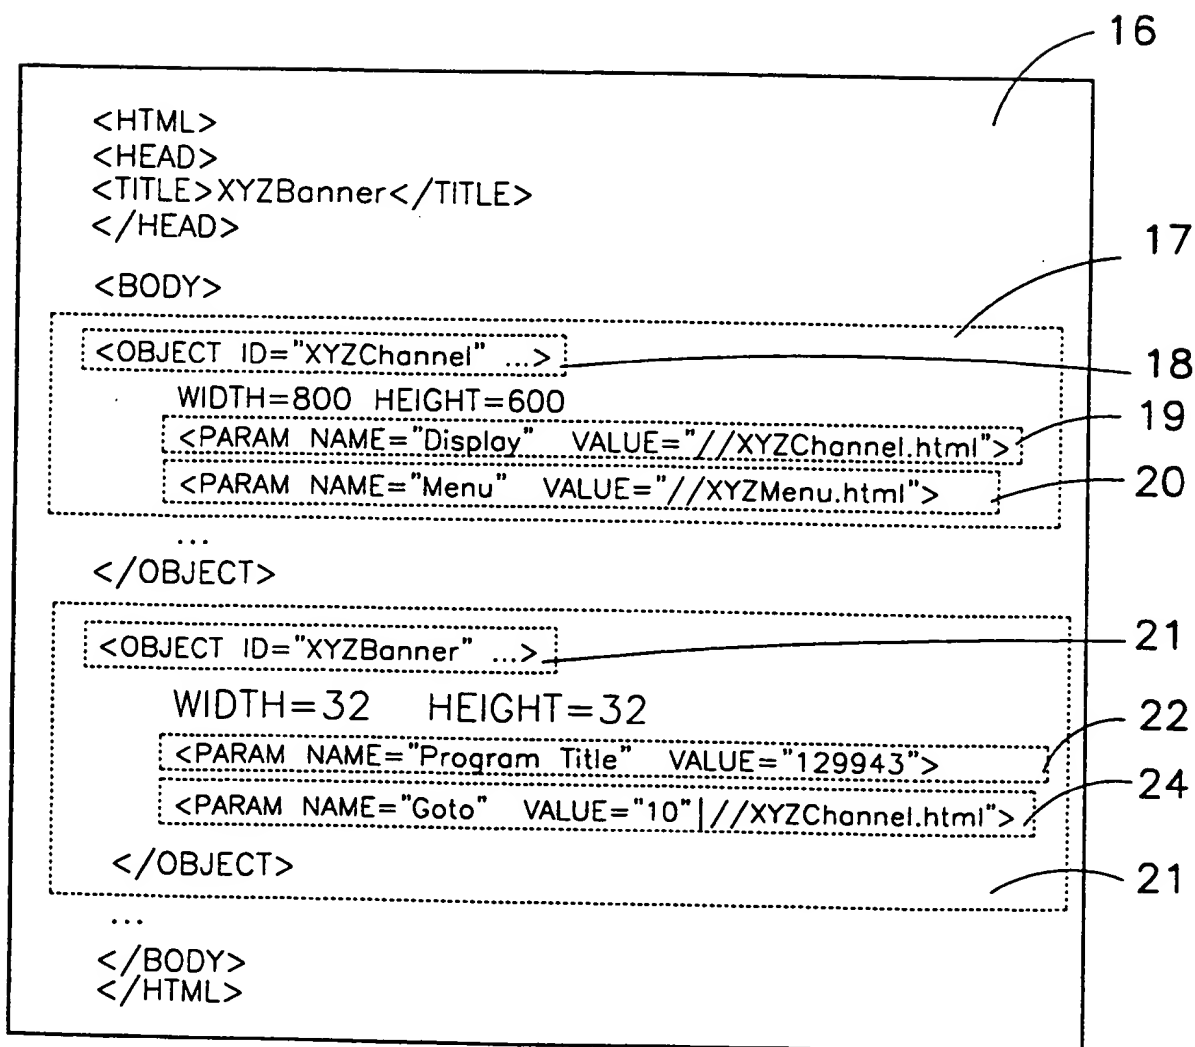 16
<HTML>
<HEAD>
<TITLE>XYZBanner</TITLE>
</HEAD>
17
<BODY>
<OBJECT ID="XYZChannel" ...>
18
WIDTH=800 HEIGHT=600
19
<PARAM NAME="Display" VALUE="//XYZChannel.html">
<PARAM NAME="Menu" VALUE="//XYZMenu.html">
20
...
</OBJECT>
<OBJECT ID="XYZBanner" ...>
21
WIDTH=32 HEIGHT=32
22
<PARAM NAME="Program Title" VALUE="129943">
24
<PARAM NAME="Goto" VALUE="10"|//XYZChannel.html">
</OBJECT>
21
...
</BODY>
</HTML>